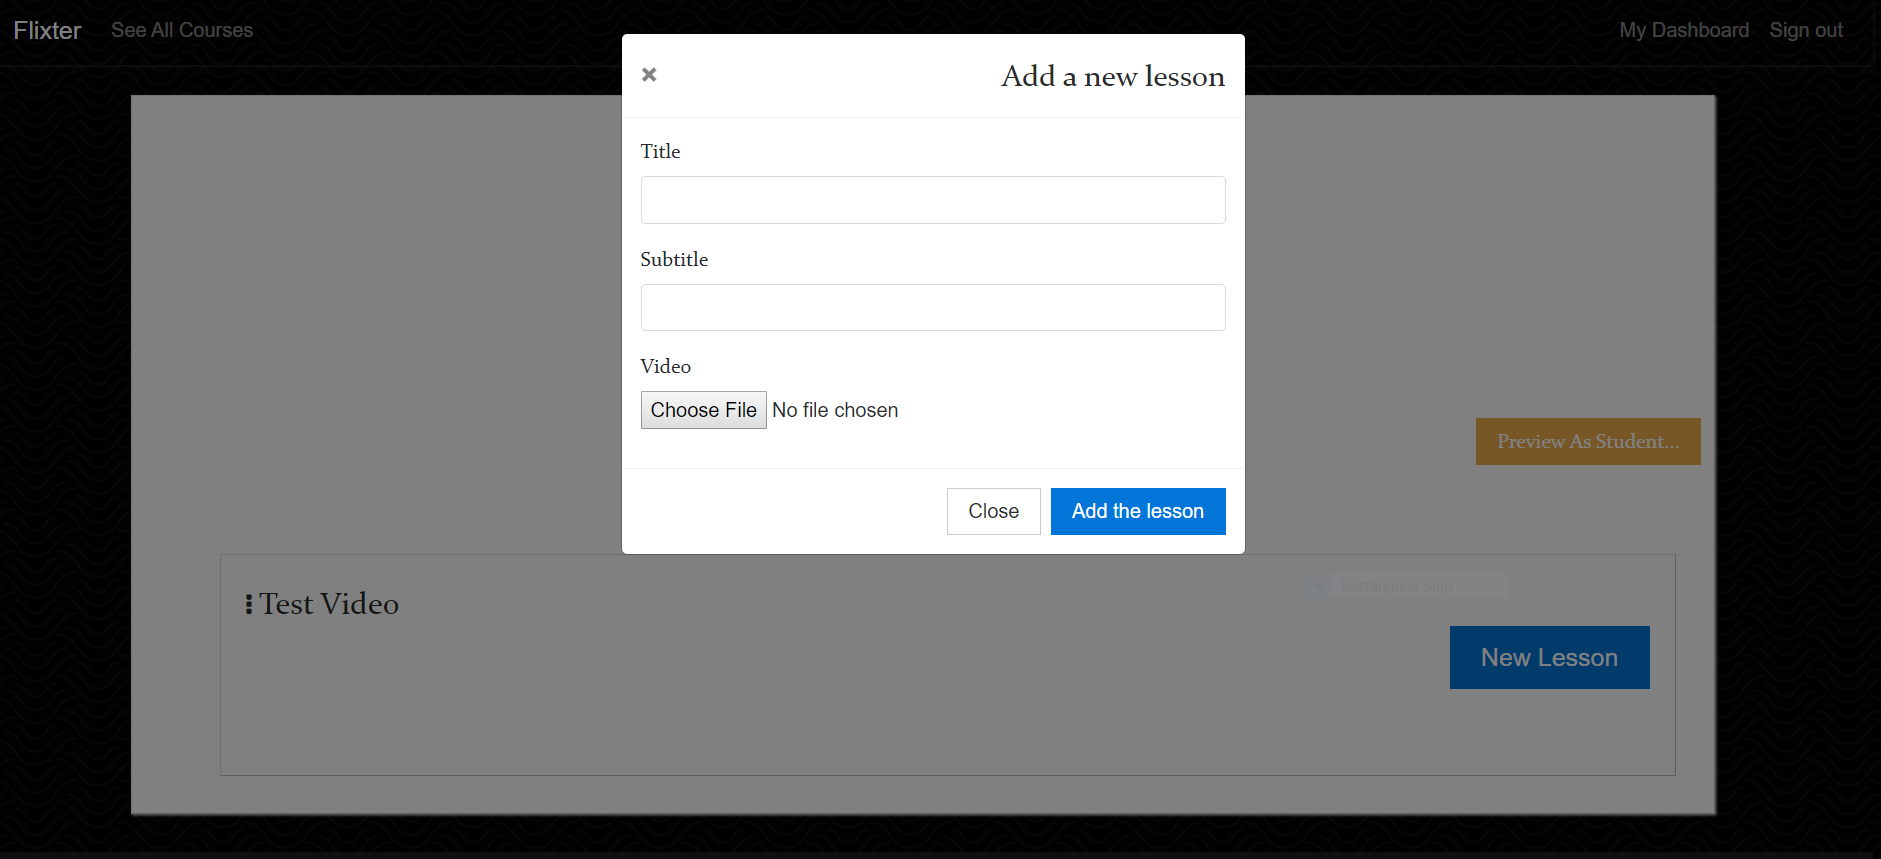 Flixter See All Courses My Dashboard Sign out
× Add a new lesson
Title
Subtitle
Video
Choose File No file chosen
Preview As Student...
Close Add the lesson
Rectangular Snip
Test Video
New Lesson